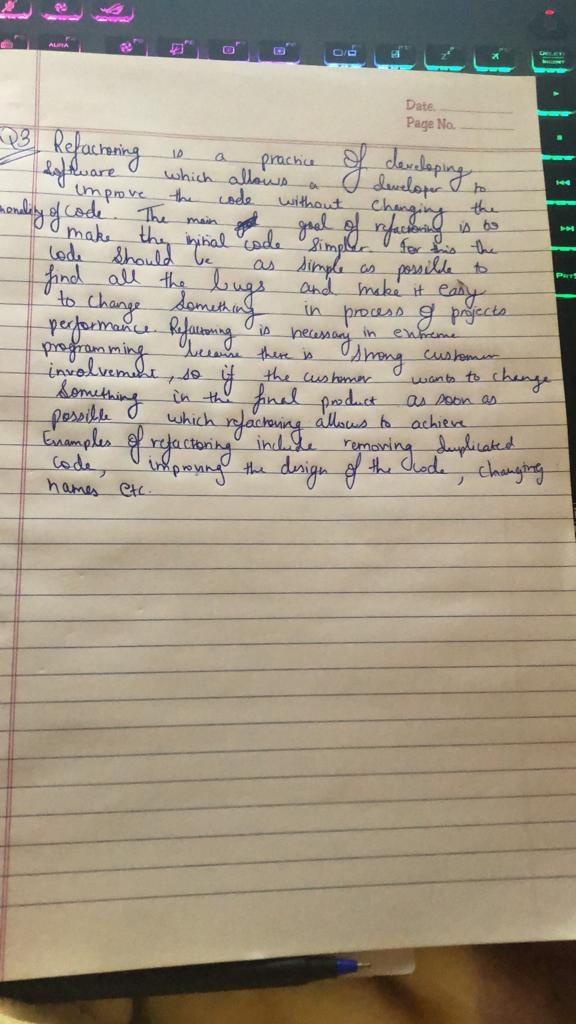 AURA
DELETE
INSERT
PRT
Date.
Page No.
Q3 Refactoring is a practice of developing
software which allows a developer to
improve the code without changing the
nonality of code. The main goal of refactoring is to
make the initial code simpler. For this the
code should be as simple as possible to
find all the bugs and make it easy
to change something in process of projects
performance. Refactoring is necessary in extreme
programming because there is strong customer
involvement, so if the customer wants to change
something in the final product as soon as
possible which refactoring allows to achieve
Examples of refactoring include removing duplicated
code, improving the design of the code, changing
names etc.